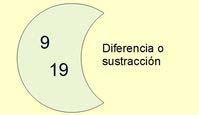 9
19
Diferencia o
sustracción